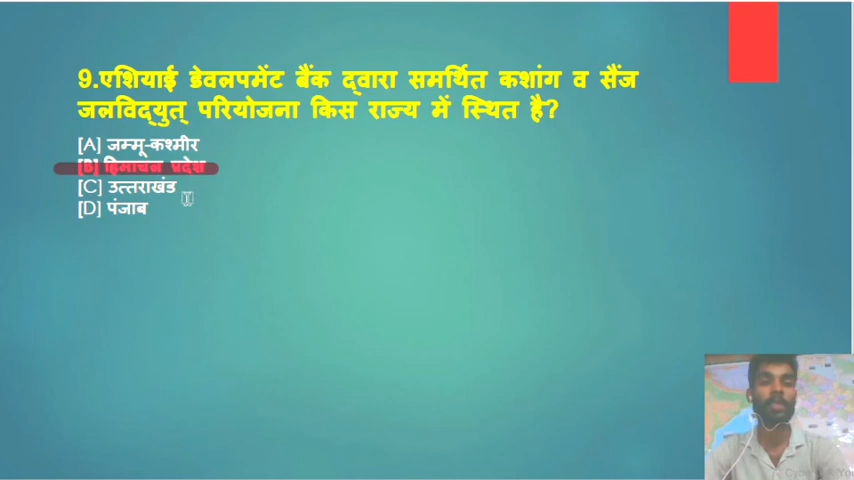 9.एशियाई डेवलपमेंट बैंक द्वारा समर्थित कशांग व सैंज
जलविद्युत् परियोजना किस राज्य में स्थित है?
[A] जम्मू-कश्मीर
[B] हिमाचल प्रदेश
[C] उत्तराखंड
[D] पंजाब